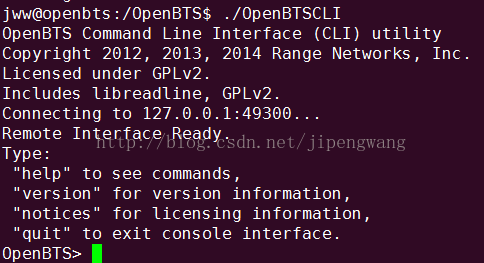 jww@openbts:/OpenBTS$ ./OpenBTSCLI
OpenBTS Command Line Interface (CLI) utility
Copyright 2012, 2013, 2014 Range Networks, Inc.
Licensed under GPLv2.
Includes libreadline, GPLv2.
Connecting to 127.0.0.1:49300...
Remote Interface Ready.
http://blog.csdn.net/jipengwang
Type:
 "help" to see commands,
 "version" for version information,
 "notices" for licensing information,
 "quit" to exit console interface.
OpenBTS>